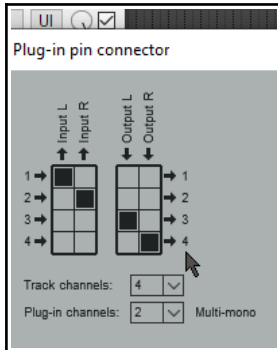 UI
Plug-in pin connector
Input L
Input R
Output L
Output R
1
2
3
4
1
2
3
4
Track channels: 4
Plug-in channels: 2 Multi-mono